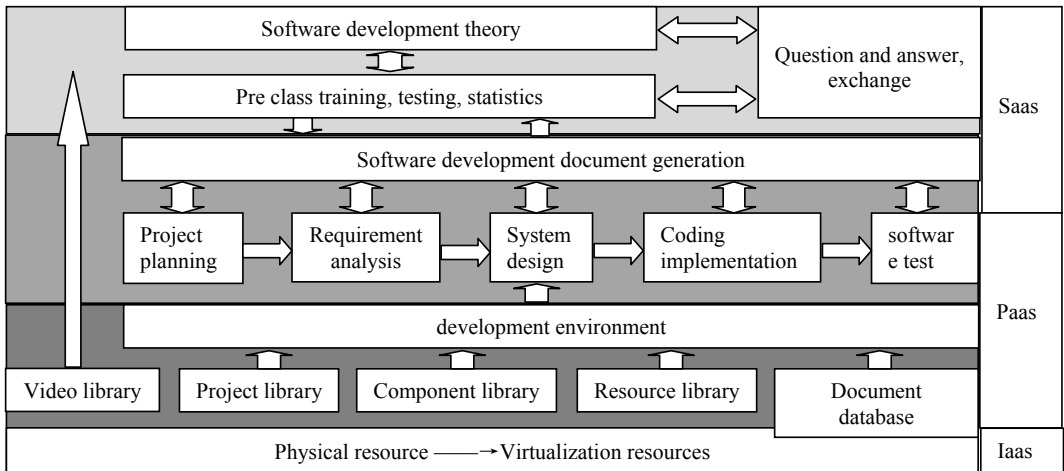 Software development theory
Question and answer,
exchange
Pre class training, testing, statistics
Saas
Software development document generation
Project
planning
Requirement
analysis
System
design
Coding
implementation
softwar
e test
Paas
development environment
Video library
Project library
Component library
Resource library
Document
database
Physical resource ——→Virtualization resources
Iaas